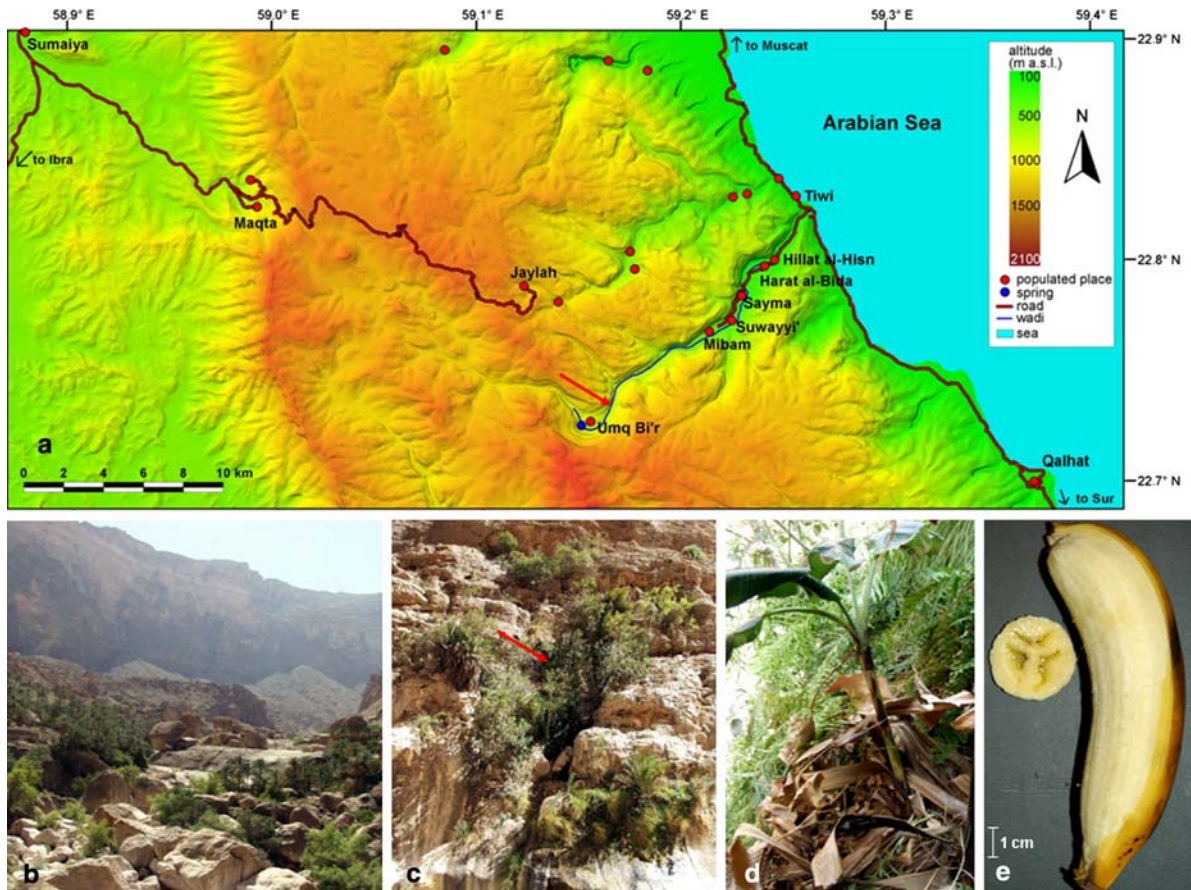 58.9° E 59.0° E 59.1° E 59.2° E 59.3° E 59.4° E
Sumaiya
to Muscat
22.9° N
altitude
(m a.s.l.)
100
500
1000
1500
2100
N
populated place
spring
road
wadi
sea
Arabian Sea
to Ibra
Maqta
Tiwi
Jaylah
Hillat al-Hisn
22.8° N
Harat al-Bida
Sayma
Suwayyi'
Mibam
Umq Bi'r
a
0 2 4 6 8 10 km
Qalhat
22.7° N
to Sur
b
c
d
1 cm
e